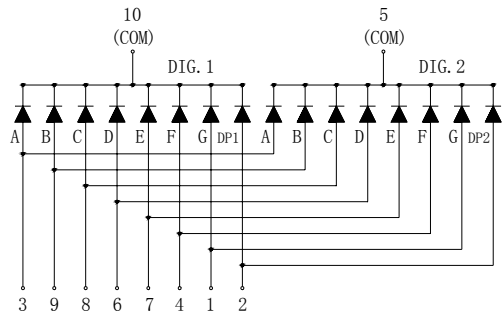 10 5
(COM) (COM)
DIG.1 DIG.2
A B C D E F G DP1 A B C D E F G DP2
3 9 8 6 7 4 1 2